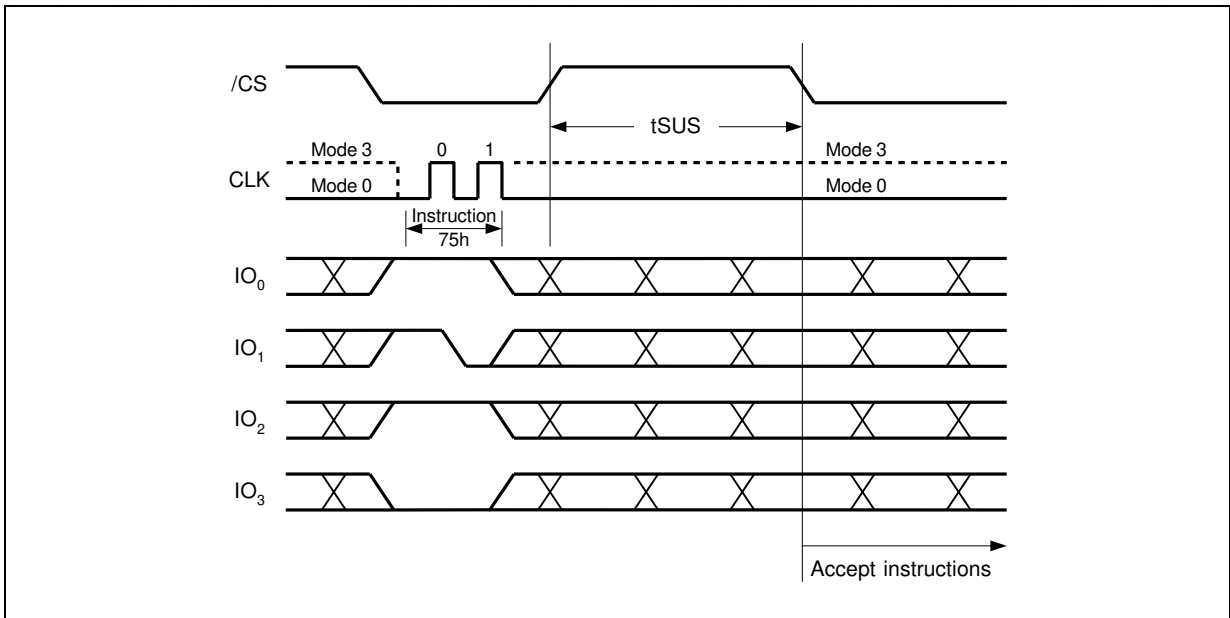 /CS
tSUS
Mode 3 0 1 Mode 3
CLK
Mode 0 Mode 0
Instruction
75h
IO0
IO1
IO2
IO3
Accept instructions